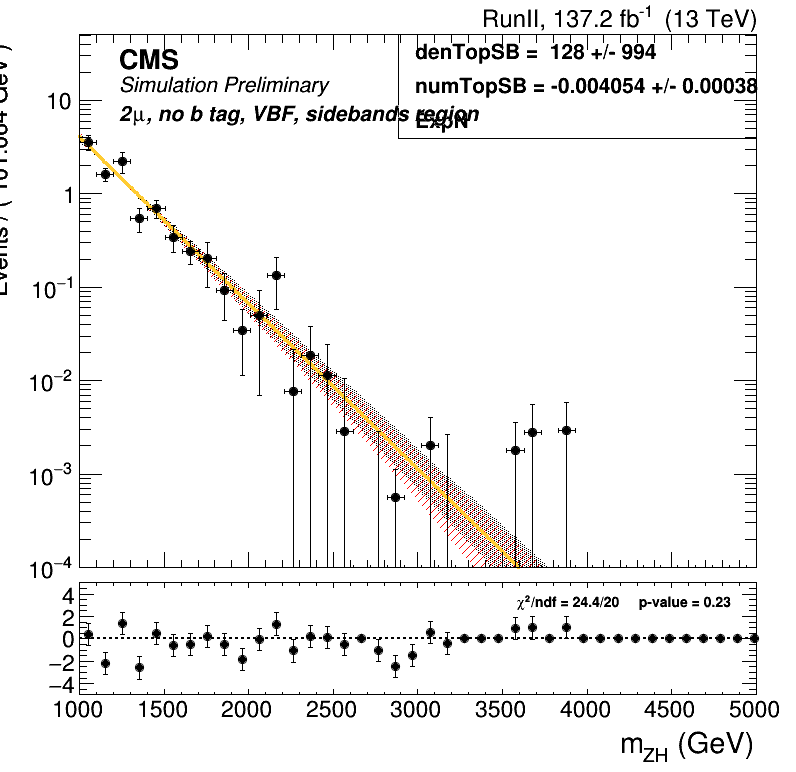 RunII, 137.2 fb⁻¹ (13 TeV)
CMS
Simulation Preliminary
2μ, no b tag, VBF, sidebands region
denTopSB = 128 +/- 994
numTopSB = -0.004054 +/- 0.00038
ExpN
Events / (
10
1
10⁻¹
10⁻²
10⁻³
10⁻⁴
χ²/ndf = 24.4/20 p-value = 0.23
4
2
0
−2
−4
1000 1500 2000 2500 3000 3500 4000 4500 5000
m_ZH (GeV)